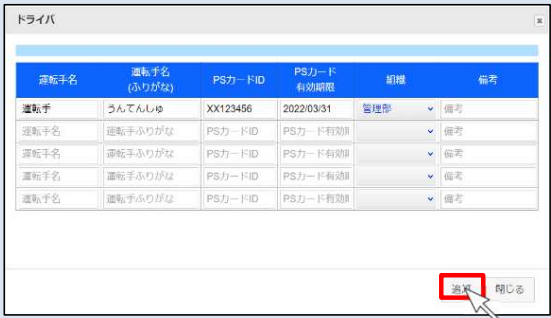 ドライバ
運転手名 運転手名 PSカードID PSカード 組織 備考
(ふりがな) 有効期限
運転手 うんてんしゅ XX123456 2022/03/31 管理部 備考
運転手名 運転手ふりがな PSカードID PSカード有効期 備考
運転手名 運転手ふりがな PSカードID PSカード有効期 備考
運転手名 運転手ふりがな PSカードID PSカード有効期 備考
運転手名 運転手ふりがな PSカードID PSカード有効期 備考
追加 閉じる